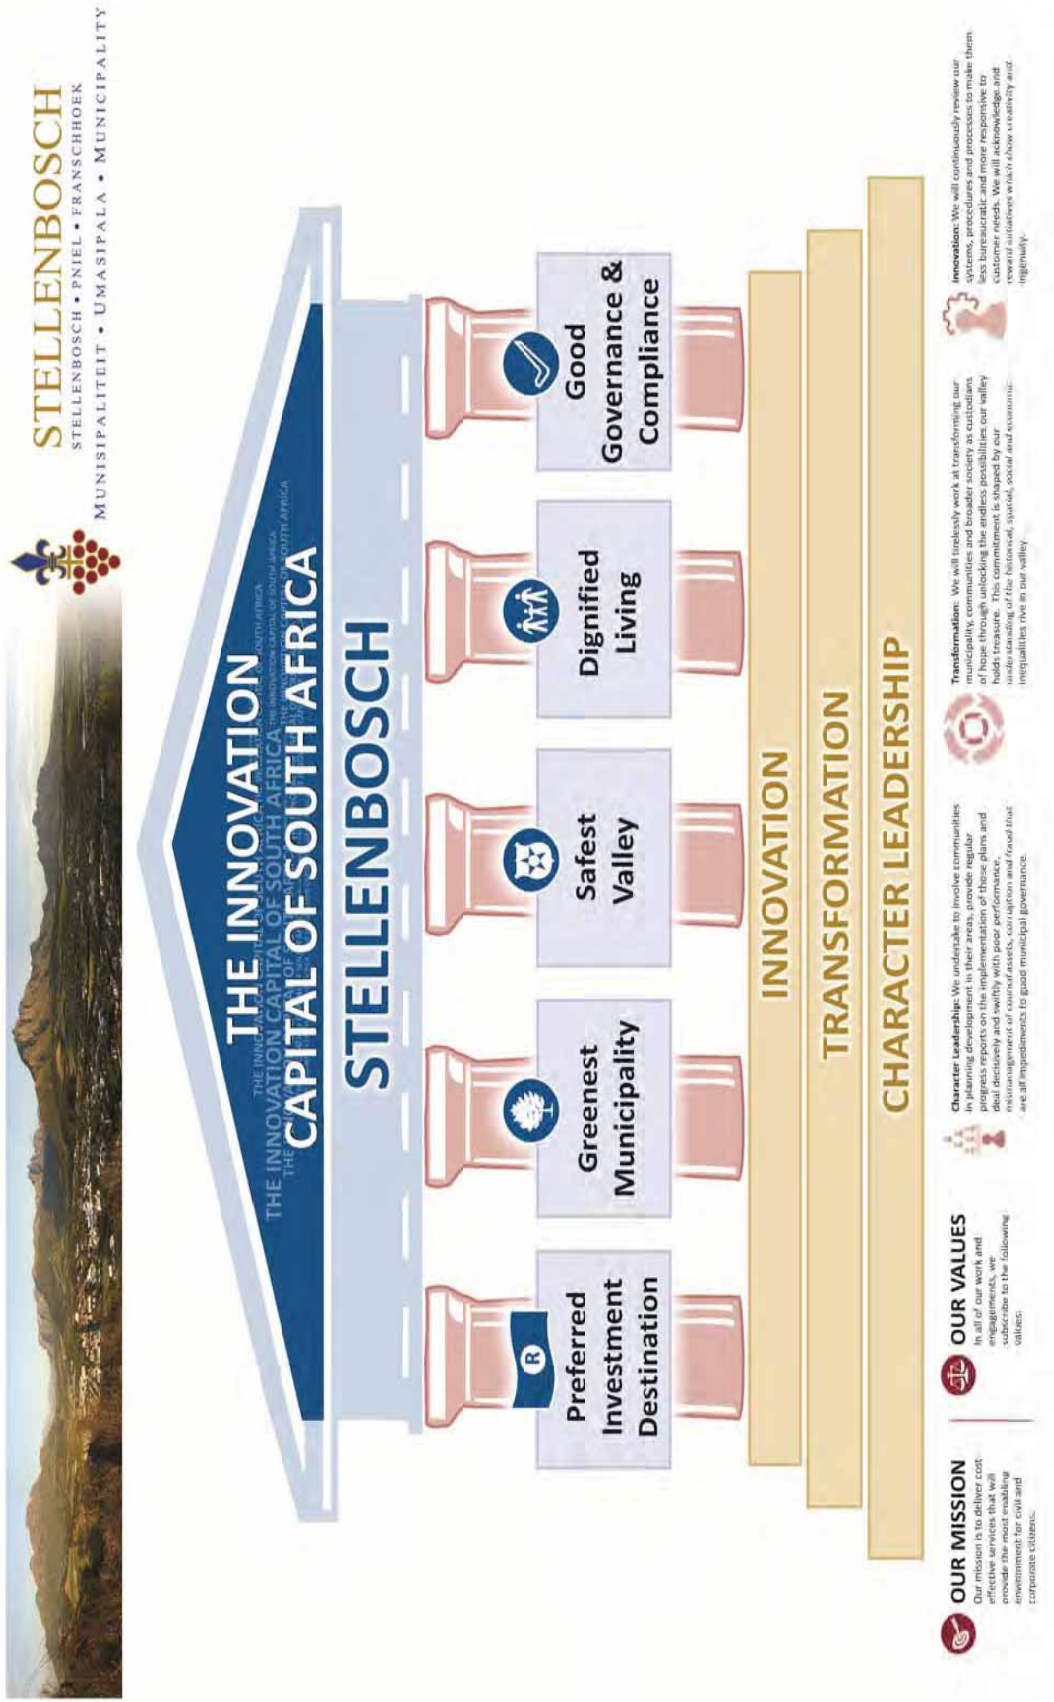 STELLENBOSCH
STELLENBOSCH • PNIEL • FRANSCHHOEK
MUNISIPALITEIT • UMASIPALA • MUNICIPALITY
THE INNOVATION
CAPITAL OF SOUTH AFRICA
THE INNOVATION CAPITAL OF SOUTH AFRICA
STELLENBOSCH
R
Preferred
Investment
Destination
Greenest
Municipality
Safest
Valley
Dignified
Living
Good
Governance &
Compliance
INNOVATION
TRANSFORMATION
CHARACTER LEADERSHIP
OUR MISSION
Our mission is to deliver cost-
effective services that will
provide the most enabling
environment for civil and
corporate citizens.
OUR VALUES
In all of our work and
engagements, we
subscribe to the following
values:
Character Leadership: We undertake to involve communities
in planning development in their areas, provide regular
progress reports on the implementation of those plans and
deal decisively and swiftly with poor performance,
mismanagement of council assets, corruption and fraud that
are all impediments to good municipal governance.
Transformation: We will tirelessly work at transforming our
municipality, communities and broader society as custodians
of hope through unlocking the endless possibilities our valley
holds treasure. This commitment is shaped by our
understanding of the historical, spatial, social and economic
inequalities rive in our valley.
Innovation: We will continuously review our
systems, procedures and processes to make them
less bureaucratic and more responsive to
customer needs. We will acknowledge and
reward initiatives which show creativity and
ingenuity.